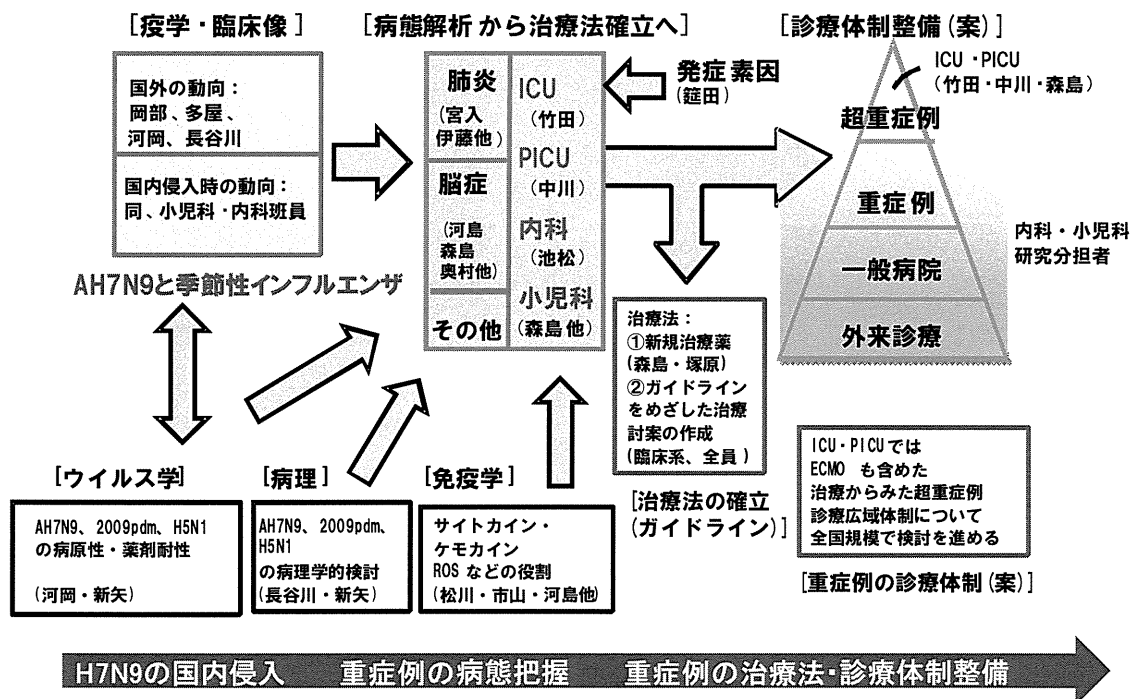 [疫学・臨床像]
国外の動向：
岡部、多屋、
河岡、長谷川
国内侵入時の動向：
同、小児科・内科班員
AH7N9と季節性インフルエンザ
[病態解析から治療法確立へ]
肺炎
(宮入
伊藤他)
脳症
(河島
森島
奥村他)
その他
ICU
(竹田)
PICU
(中川)
内科
(池松)
小児科
(森島他)
発症素因
(莚田)
[診療体制整備(案)]
ICU・PICU
(竹田・中川・森島)
超重症例
重症例
一般病院
外来診療
内科・小児科
研究分担者
治療法：
①新規治療薬
(森島・塚原)
②ガイドライン
をめざした治療
討案の作成
(臨床系、全員)
[治療法の確立
(ガイドライン)]
ICU・PICUでは
ECMO も含めた
治療からみた超重症例
診療広域体制について
全国規模で検討を進める
[重症例の診療体制(案)]
[ウイルス学]
AH7N9、2009pdm、H5N1
の病原性・薬剤耐性
(河岡・新矢)
[病理]
AH7N9、2009pdm、
H5N1
の病理学的検討
(長谷川・新矢)
[免疫学]
サイトカイン・
ケモカイン
ROS などの役割
(松川・市山・河島他)
H7N9の国内侵入 重症例の病態把握 重症例の治療法・診療体制整備